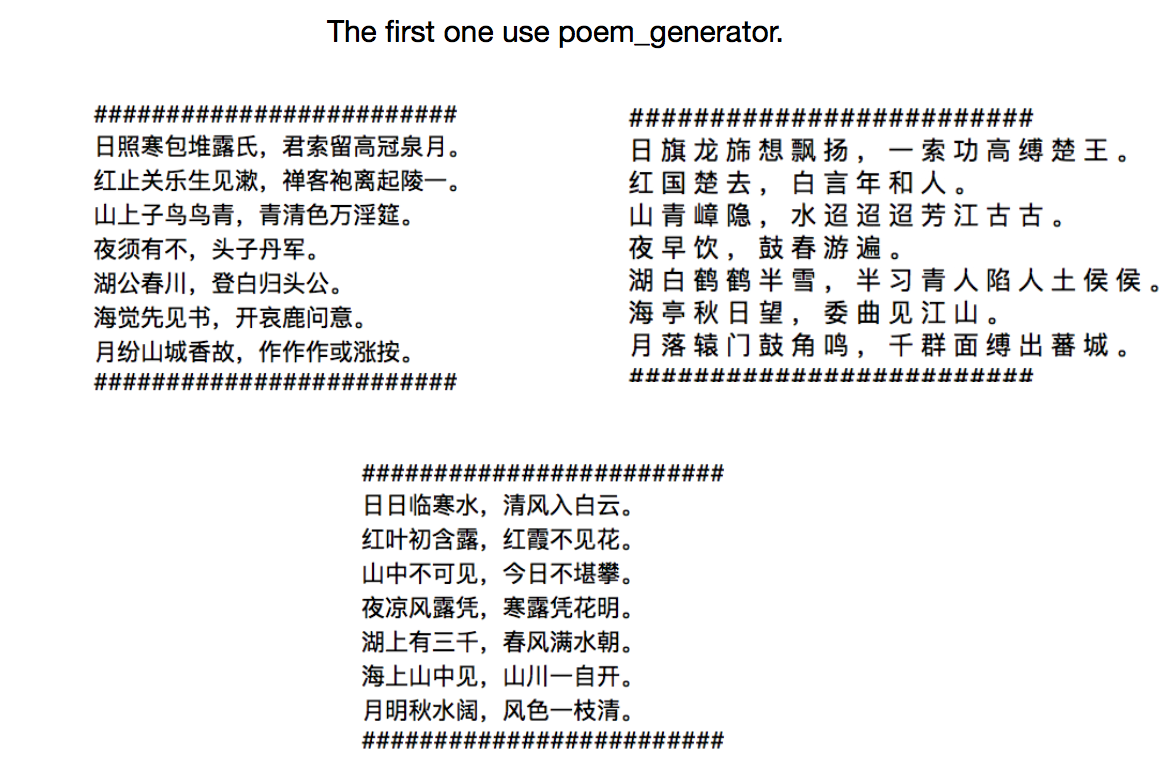 The first one use poem_generator.
#########################
日照寒包堆露氏，君索留高冠泉月。
红止关乐生见漱，禅客袍离起陵一。
山上子鸟鸟青，青清色万淫筵。
夜须有不，头子丹军。
湖公春川，登白归头公。
海觉先见书，开哀鹿问意。
月纷山城香故，作作作或涨按。
#########################
#########################
日 旗 龙 旆 想 飘 扬 ， 一 索 功 高 缚 楚 王 。
红 国 楚 去 ， 白 言 年 和 人 。
山 青 嶂 隐 ， 水 迢 迢 迢 芳 江 古 古 。
夜 早 饮 ， 鼓 春 游 遍 。
湖 白 鹤 鹤 半 雪 ， 半 习 青 人 陷 人 土 侯 侯 。
海 亭 秋 日 望 ， 委 曲 见 江 山 。
月 落 辕 门 鼓 角 鸣 ， 千 群 面 缚 出 蕃 城 。
#########################
#########################
日日临寒水，清风入白云。
红叶初含露，红霞不见花。
山中不可见，今日不堪攀。
夜凉风露凭，寒露凭花明。
湖上有三千，春风满水朝。
海上山中见，山川一自开。
月明秋水阔，风色一枝清。
#########################